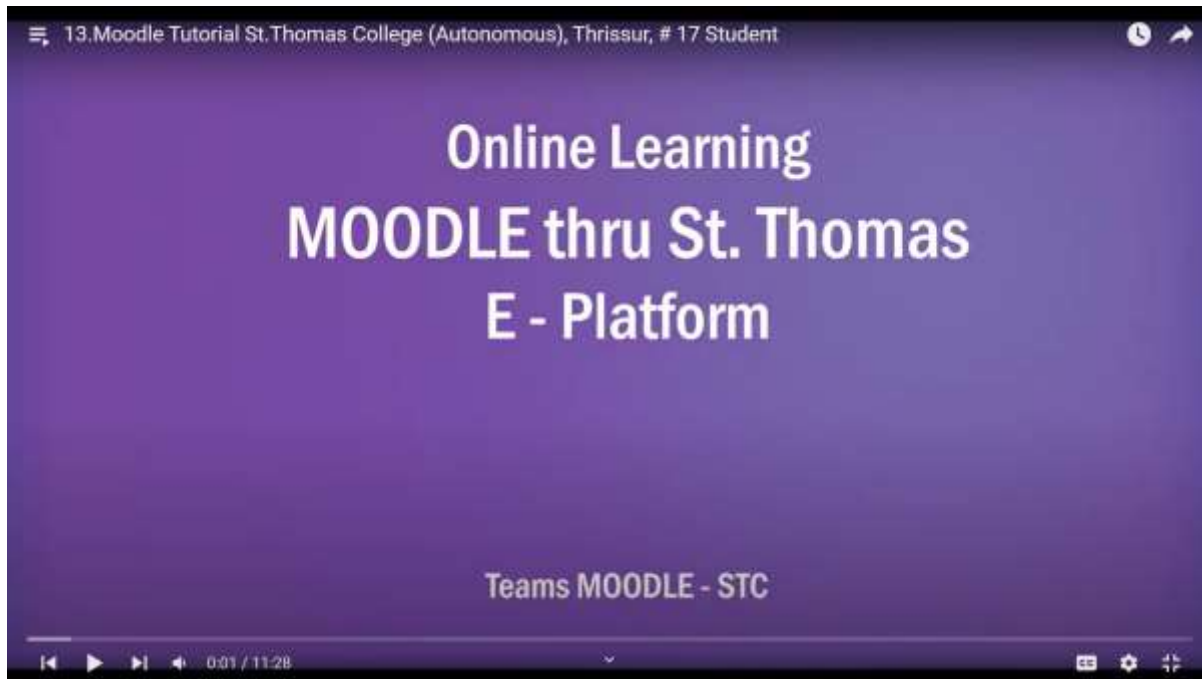 13.Moodle Tutorial St.Thomas College (Autonomous), Thrissur, # 17 Student
Online Learning
MOODLE thru St. Thomas
E - Platform
Teams MOODLE - STC
0:01 / 11:28
CC